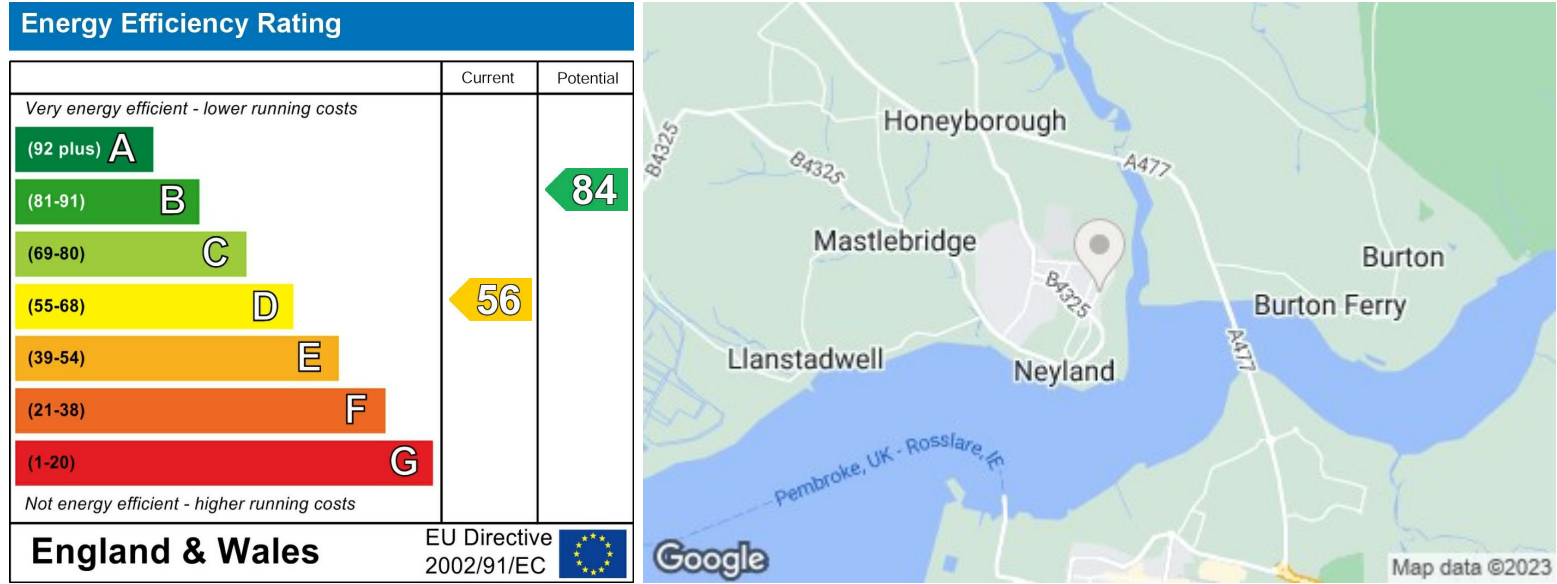 Energy Efficiency Rating
Current Potential
Very energy efficient - lower running costs
(92 plus) A
(81-91) B
84
(69-80) C
(55-68) D
56
(39-54) E
(21-38) F
(1-20) G
Not energy efficient - higher running costs
England & Wales
EU Directive
2002/91/EC
Honeyborough
B4325
B4325
A477
Mastlebridge
Burton
B4325
Burton Ferry
A477
Llanstadwell
Neyland
Pembroke, UK - Rosslare, IE
Google
Map data ©2023